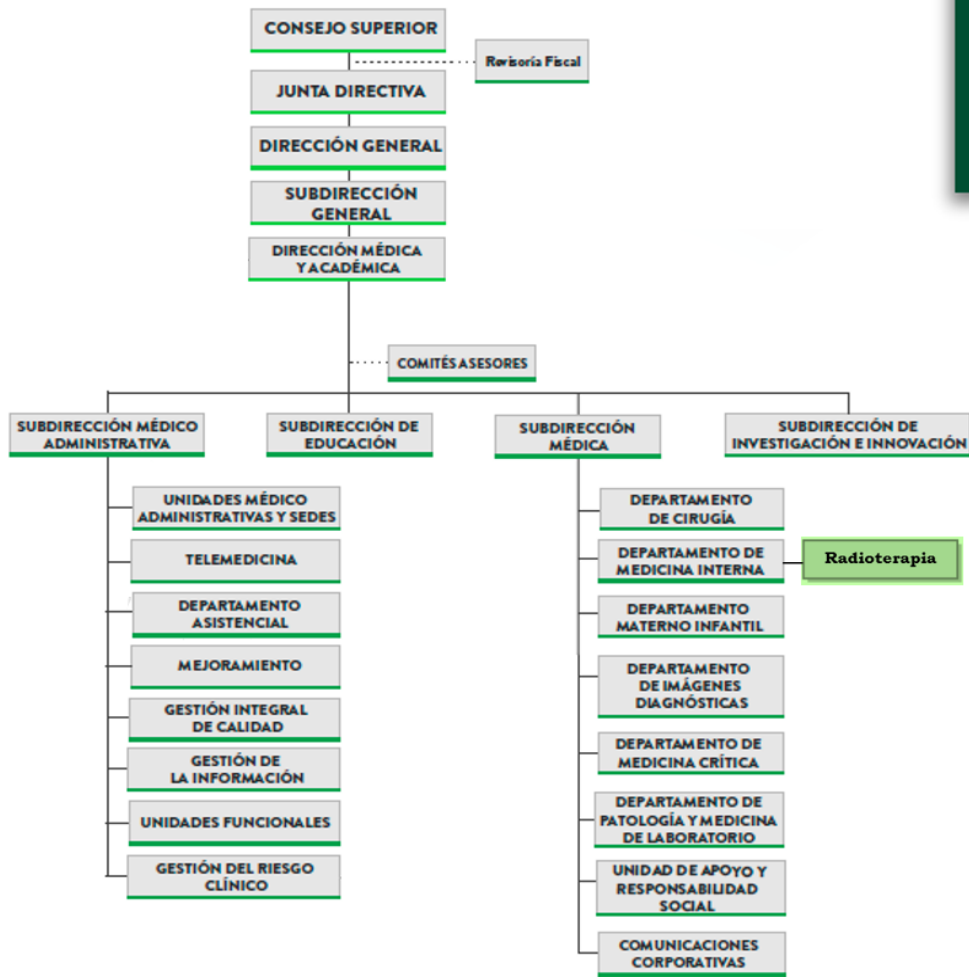 CONSEJO SUPERIOR
Revisoría Fiscal
JUNTA DIRECTIVA
DIRECCIÓN GENERAL
SUBDIRECCIÓN
GENERAL
DIRECCIÓN MÉDICA
Y ACADÉMICA
COMITÉS ASESORES
SUBDIRECCIÓN MÉDICO
ADMINISTRATIVA
SUBDIRECCIÓN DE
EDUCACIÓN
SUBDIRECCIÓN
MÉDICA
SUBDIRECCIÓN DE
INVESTIGACIÓN E INNOVACIÓN
UNIDADES MÉDICO
ADMINISTRATIVAS Y SEDES
TELEMEDICINA
DEPARTAMENTO
ASISTENCIAL
MEJORAMIENTO
GESTIÓN INTEGRAL
DE CALIDAD
GESTIÓN DE
LA INFORMACIÓN
UNIDADES FUNCIONALES
GESTIÓN DEL RIESGO
CLÍNICO
DEPARTAMENTO
DE CIRUGÍA
DEPARTAMENTO DE
MEDICINA INTERNA
Radioterapia
DEPARTAMENTO
MATERNO INFANTIL
DEPARTAMENTO
DE IMÁGENES
DIAGNÓSTICAS
DEPARTAMENTO DE
MEDICINA CRÍTICA
DEPARTAMENTO DE
PATOLOGÍA Y MEDICINA
DE LABORATORIO
UNIDAD DE APOYO Y
RESPONSABILIDAD
SOCIAL
COMUNICACIONES
CORPORATIVAS